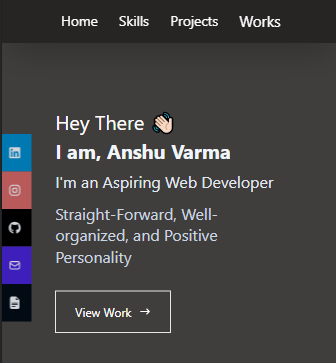 Home Skills Projects Works
Hey There 👋🏻
I am, Anshu Varma
I'm an Aspiring Web Developer
Straight-Forward, Well-
organized, and Positive
Personality
View Work →